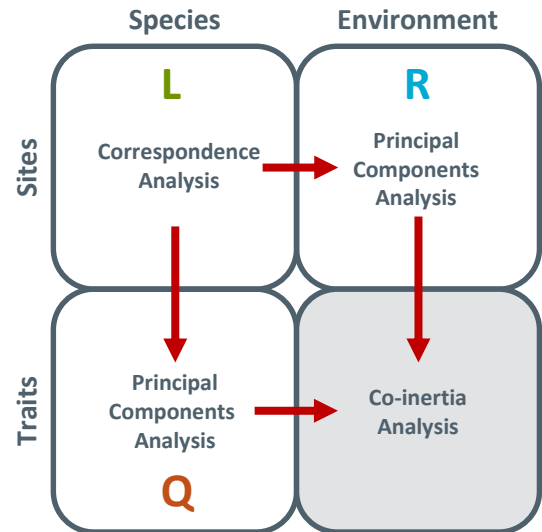 Species
Environment
L
R
Sites
Correspondence
Analysis
Principal
Components
Analysis
Traits
Principal
Components
Analysis
Q
Co-inertia
Analysis